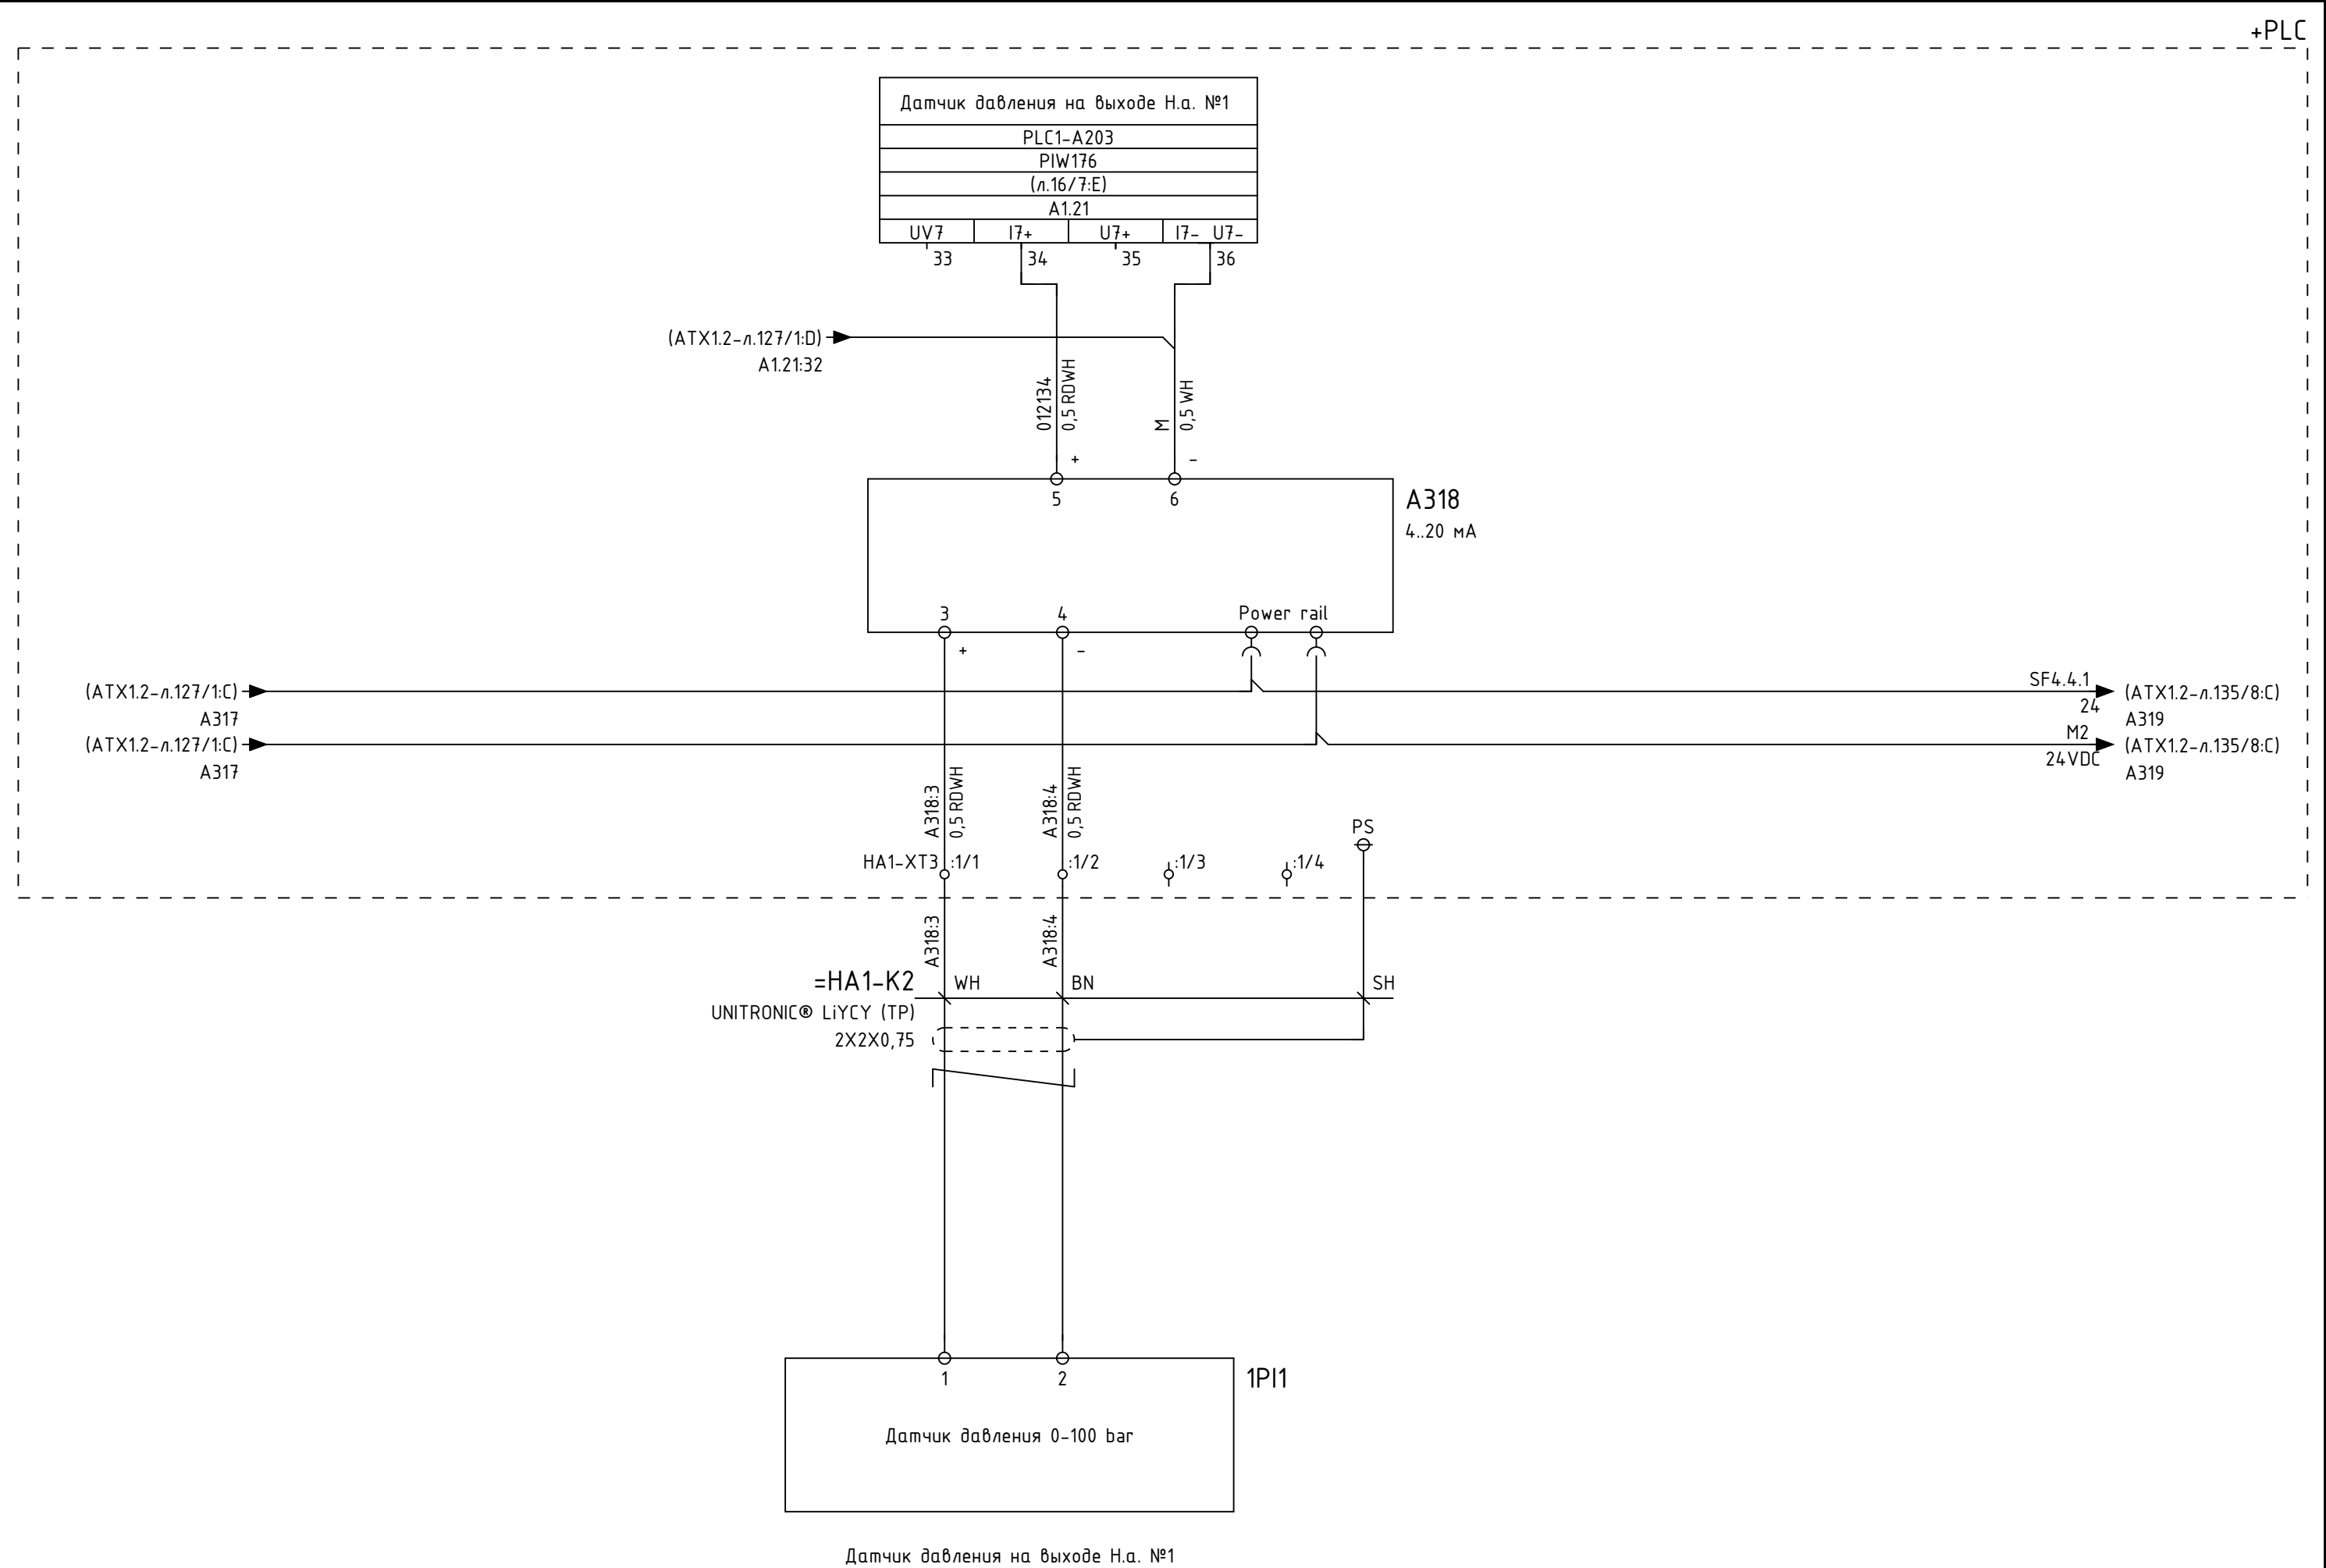 +PLC
Датчик давления на выходе Н.а. №1
PLC1-A203
PIW176
(л.16/7:E)
A1.21
UV7 I7+ U7+ I7- U7-
33 34 35 36
(ATX1.2-л.127/1:D)
A1.21:32
012134
0,5 RDWH
M
0,5 WH
+ -
5 6
A318
4..20 мА
3 4 Power rail
+ -
(ATX1.2-л.127/1:C)
A317
SF4.4.1
24
(ATX1.2-л.135/8:C)
A319
(ATX1.2-л.127/1:C)
A317
M2
24VDC
(ATX1.2-л.135/8:C)
A319
A318:3
0,5 RDWH
A318:4
0,5 RDWH
PS
HA1-XT3 :1/1 :1/2 :1/3 :1/4
A318:3
A318:4
=HA1-K2 WH BN SH
UNITRONIC® LiYCY (TP)
2X2X0,75
1 2
1PI1
Датчик давления 0-100 bar
Датчик давления на выходе Н.а. №1